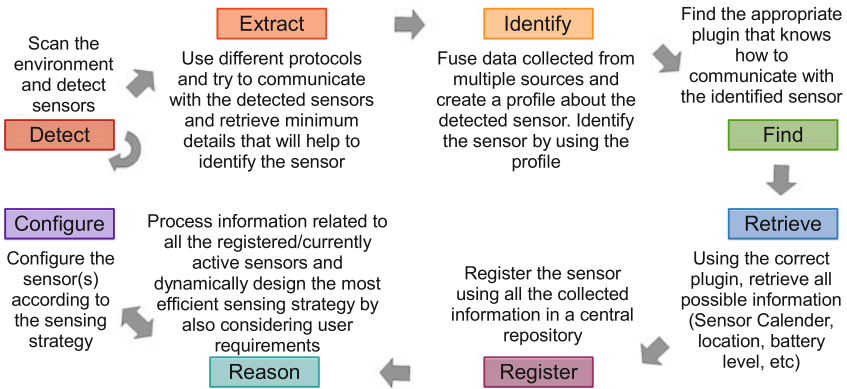 Scan the
environment
and detect
sensors
Detect
Extract
Use different protocols
and try to communicate
with the detected sensors
and retrieve minimum
details that will help to
identify the sensor
Identify
Fuse data collected from
multiple sources and
create a profile about the
detected sensor. Identify
the sensor by using the
profile
Find the appropriate
plugin that knows
how to
communicate with
the identified sensor
Find
Retrieve
Using the correct
plugin, retrieve all
possible information
(Sensor Calender,
location, battery
level, etc)
Register the sensor
using all the collected
information in a central
repository
Register
Process information related to
all the registered/currently
active sensors and
dynamically design the most
efficient sensing strategy by
also considering user
requirements
Reason
Configure
Configure the
sensor(s)
according to
the sensing
strategy